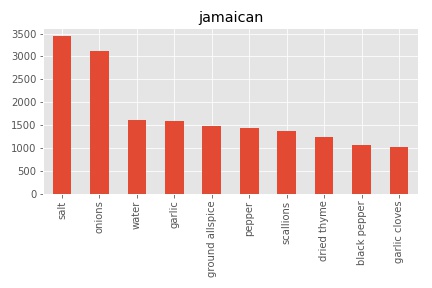 jamaican
3500
3000
2500
2000
1500
1000
500
0
salt
onions
water
garlic
ground allspice
pepper
scallions
dried thyme
black pepper
garlic cloves